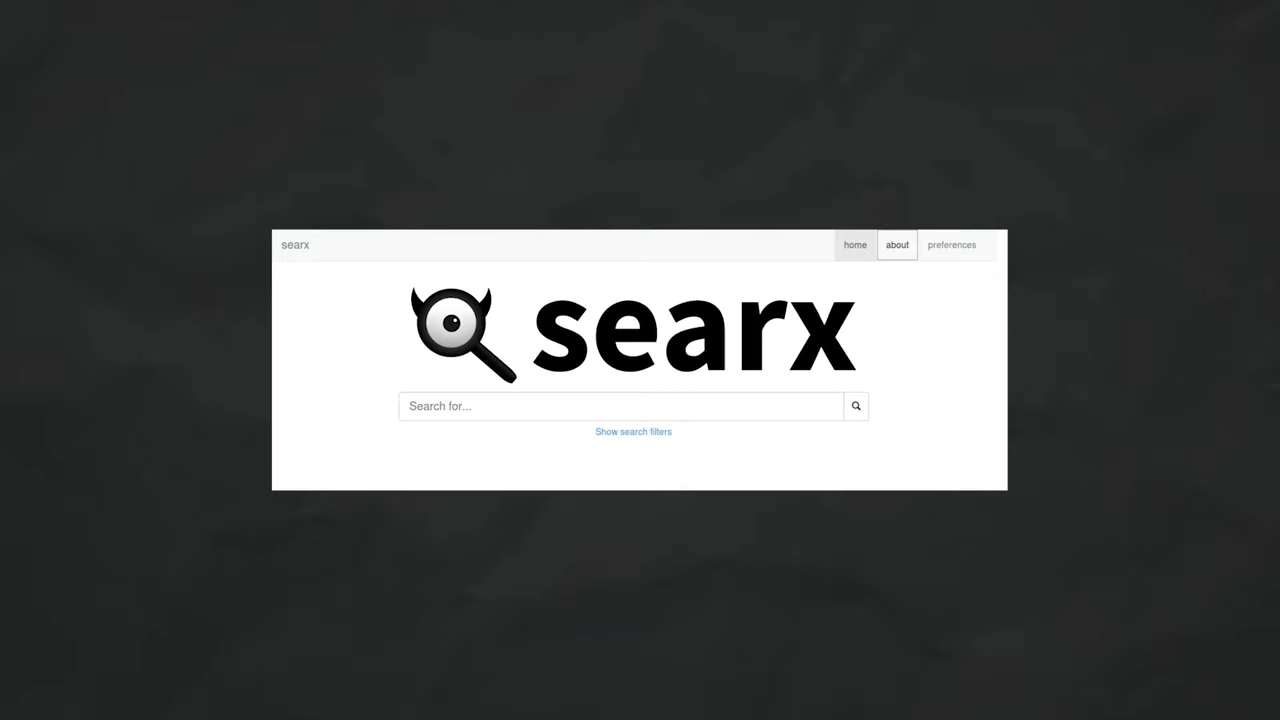 searx home about preferences
searx
Search for...
Show search filters